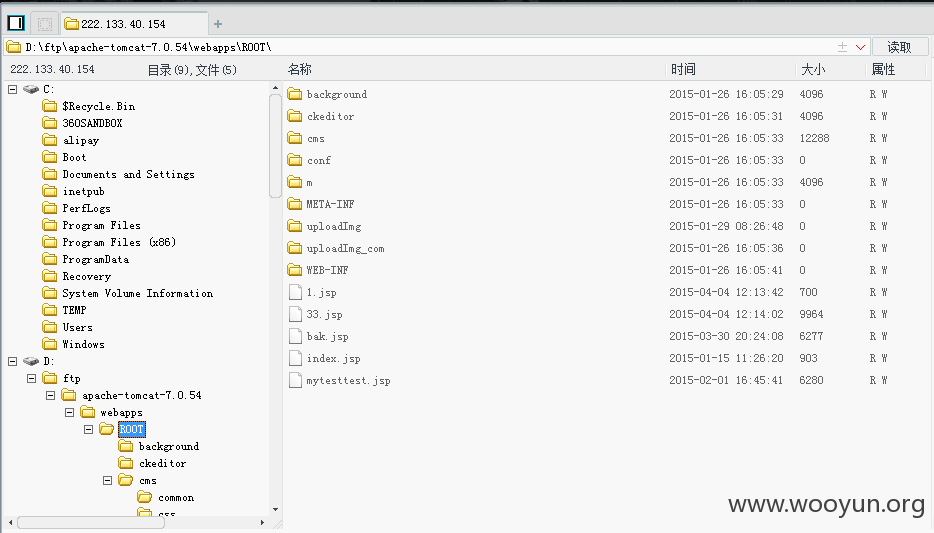 222.133.40.154
D:\ftp\apache-tomcat-7.0.54\webapps\ROOT\ 读取
222.133.40.154 目录(9),文件(5) 名称 时间 大小 属性
C:
$Recycle.Bin
360SANDBOX
alipay
Boot
Documents and Settings
inetpub
PerfLogs
Program Files
Program Files (x86)
ProgramData
Recovery
System Volume Information
TEMP
Users
Windows
D:
ftp
apache-tomcat-7.0.54
webapps
ROOT
background
ckeditor
cms
common
css
background 2015-01-26 16:05:29 4096 R W
ckeditor 2015-01-26 16:05:31 4096 R W
cms 2015-01-26 16:05:33 12288 R W
conf 2015-01-26 16:05:33 0 R W
m 2015-01-26 16:05:33 4096 R W
META-INF 2015-01-26 16:05:33 0 R W
uploadImg 2015-01-29 08:26:48 0 R W
uploadImg_com 2015-01-26 16:05:36 0 R W
WEB-INF 2015-01-26 16:05:41 0 R W
1.jsp 2015-04-04 12:13:42 700 R W
33.jsp 2015-04-04 12:14:02 9964 R W
bak.jsp 2015-03-30 20:24:08 6277 R W
index.jsp 2015-01-15 11:26:20 903 R W
mytesttest.jsp 2015-02-01 16:45:41 6280 R W
www.wooyun.org